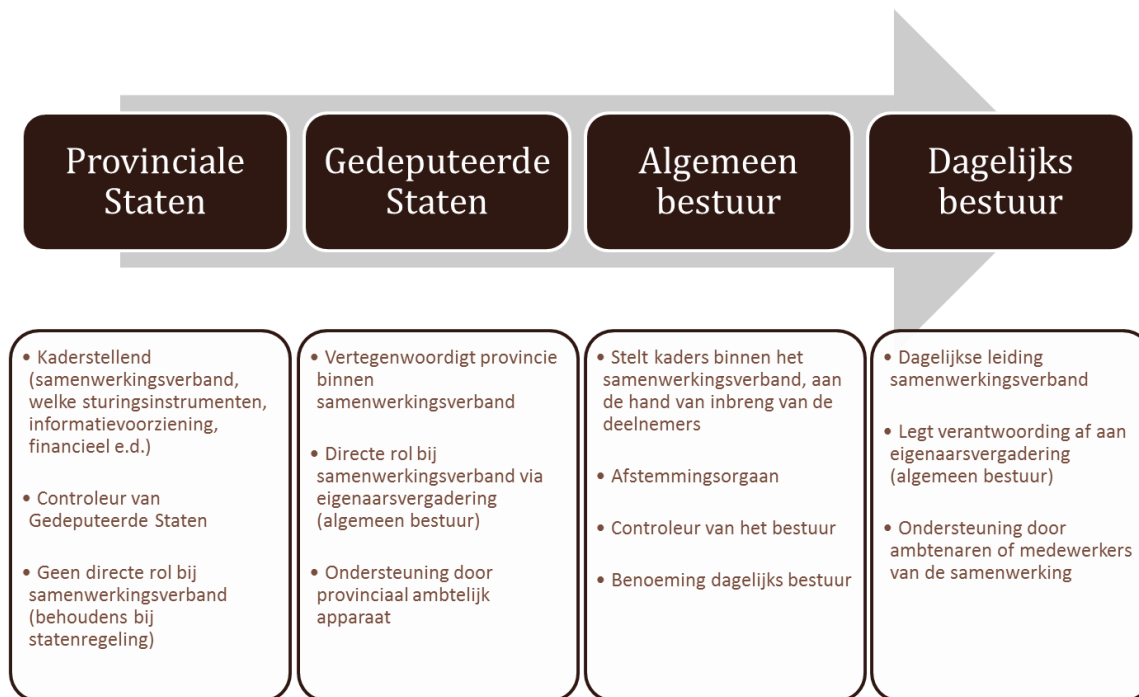 Provinciale
Staten
Gedeputeerde
Staten
Algemeen
bestuur
Dagelijks
bestuur
• Kaderstellend
(samenwerkingsverband,
welke sturingsinstrumenten,
informatievoorziening,
financieel e.d.)
• Controleur van
Gedeputeerde Staten
• Geen directe rol bij
samenwerkingsverband
(behoudens bij
statenregeling)
• Vertegenwoordigt provincie
binnen
samenwerkingsverband
• Directe rol bij
samenwerkingsverband via
eigenaarsvergadering
(algemeen bestuur)
• Ondersteuning door
provinciaal ambtelijk
apparaat
• Stelt kaders binnen het
samenwerkingsverband, aan
de hand van inbreng van de
deelnemers
• Afstemmingsorgaan
• Controleur van het bestuur
• Benoeming dagelijks bestuur
• Dagelijkse leiding
samenwerkingsverband
• Legt verantwoording af aan
eigenaarsvergadering
(algemeen bestuur)
• Ondersteuning door
ambtenaren of medewerkers
van de samenwerking